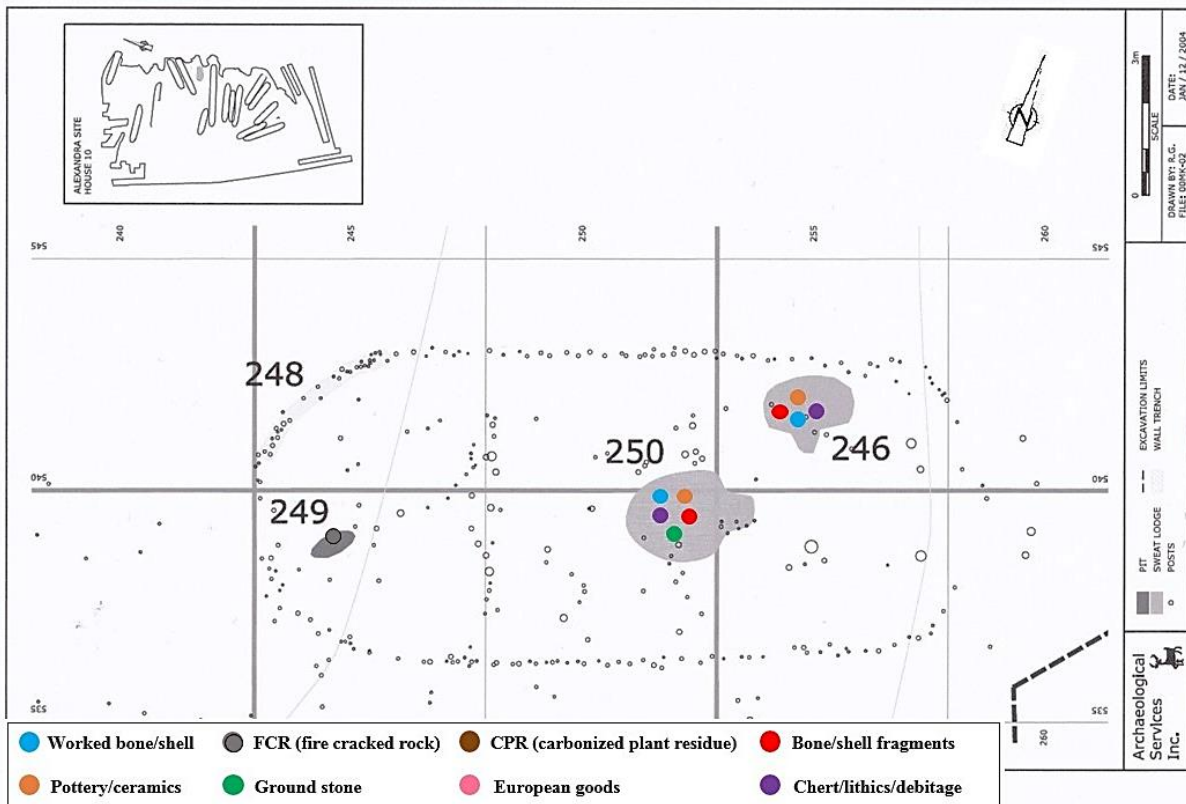 ALEXANDRA SITE
HOUSE 10
240
245
250
255
260
545
545
248
250
246
540
540
249
535
535
260
3m
0
SCALE
DATE:
JAN / 12 / 2004
DRAWN BY: R.G.
FILE: 00MK-02
EXCAVATION LIMITS
WALL TRENCH
PIT
SWEAT LODGE
POSTS
Archaeological
Services
Inc.
N
Worked bone/shell
FCR (fire cracked rock)
CPR (carbonized plant residue)
Bone/shell fragments
Pottery/ceramics
Ground stone
European goods
Chert/lithics/debitage